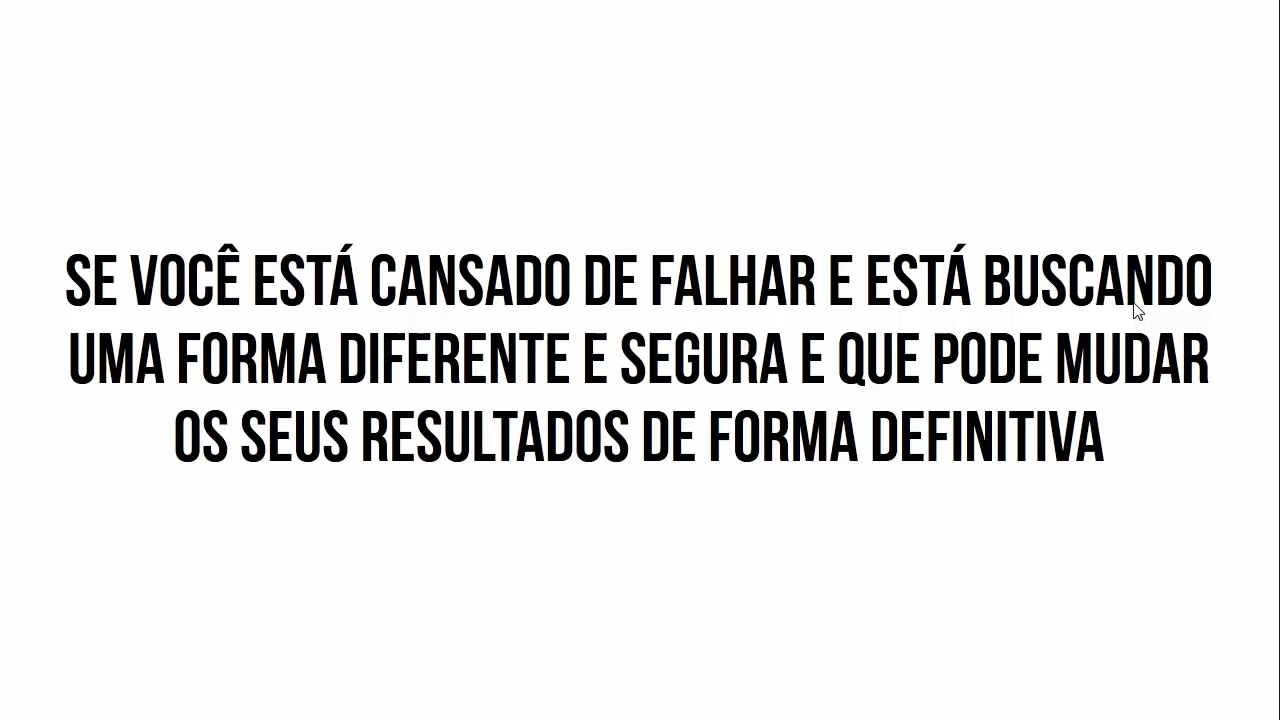 SE VOCÊ ESTÁ CANSADO DE FALHAR E ESTÁ BUSCANDO
UMA FORMA DIFERENTE E SEGURA E QUE PODE MUDAR
OS SEUS RESULTADOS DE FORMA DEFINITIVA